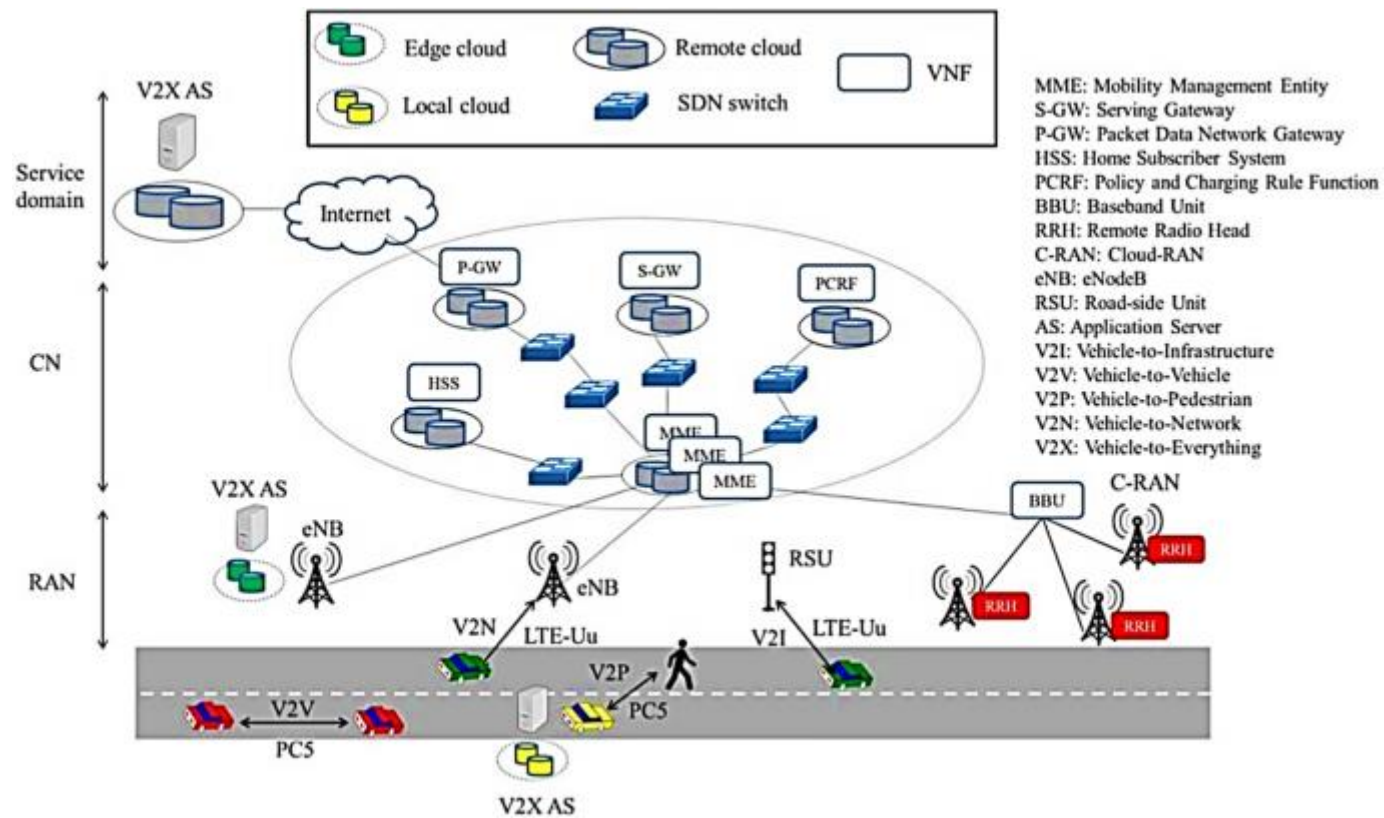 Edge cloud
Remote cloud
VNF
Local cloud
SDN switch
MME: Mobility Management Entity
S-GW: Serving Gateway
P-GW: Packet Data Network Gateway
HSS: Home Subscriber System
PCRF: Policy and Charging Rule Function
BBU: Baseband Unit
RRH: Remote Radio Head
C-RAN: Cloud-RAN
eNB: eNodeB
RSU: Road-side Unit
AS: Application Server
V2I: Vehicle-to-Infrastructure
V2V: Vehicle-to-Vehicle
V2P: Vehicle-to-Pedestrian
V2N: Vehicle-to-Network
V2X: Vehicle-to-Everything
V2X AS
Service
domain
Internet
P-GW
S-GW
PCRF
CN
HSS
MME
MME
MME
V2X AS
eNB
BBU
C-RAN
RRH
RAN
eNB
RSU
RRH
RRH
V2N
LTE-Uu
V2I
LTE-Uu
V2P
PC5
V2V
PC5
V2X AS